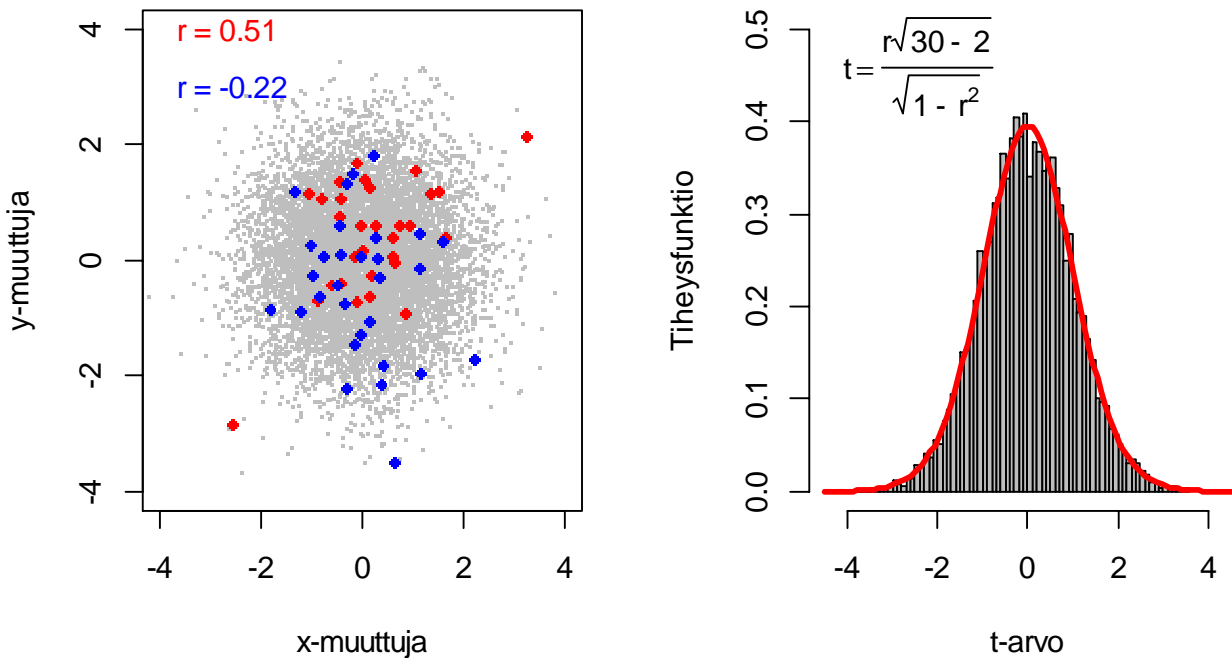 r = 0.51
r = -0.22
4
2
0
-2
-4
y-muuttuja
-4 -2 0 2 4
x-muuttuja
t = r√30 - 2 / √1 - r²
0.5
0.4
0.3
0.2
0.1
0.0
Tiheysfunktio
-4 -2 0 2 4
t-arvo